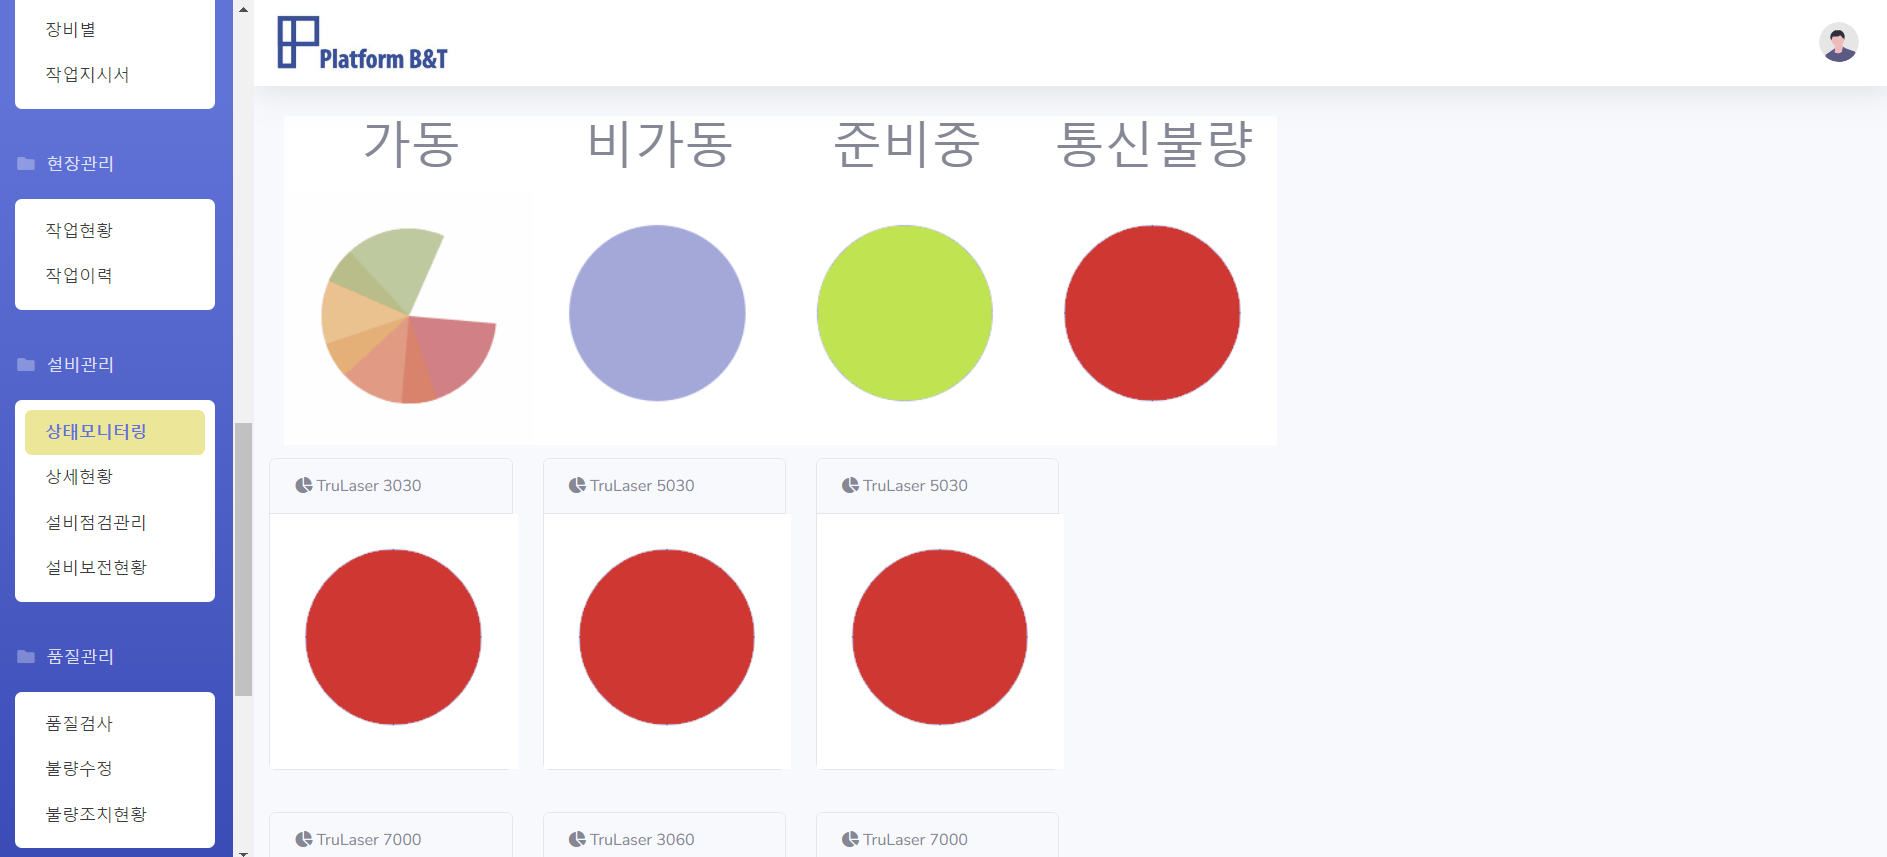 장비별
작업지시서
현장관리
작업현황
작업이력
설비관리
상태모니터링
상세현황
설비점검관리
설비보전현황
품질관리
품질검사
불량수정
불량조치현황
Platform B&T
가동 비가동 준비중 통신불량
TruLaser 3030 TruLaser 5030 TruLaser 5030
TruLaser 7000 TruLaser 3060 TruLaser 7000